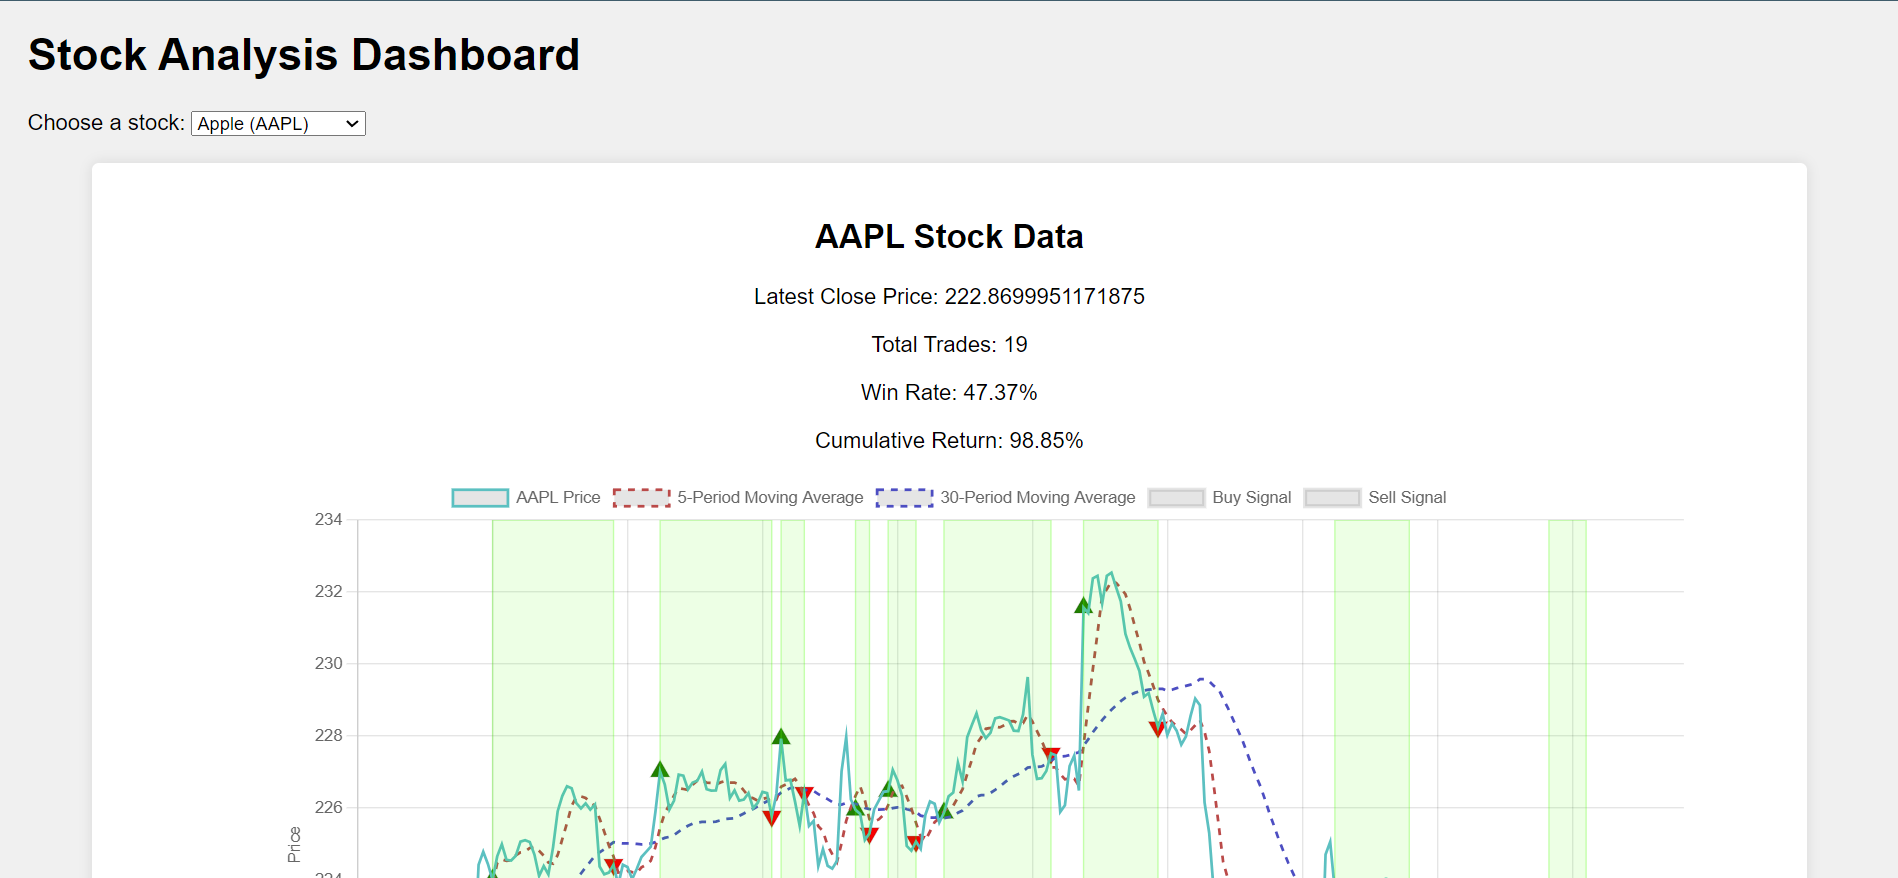 Stock Analysis Dashboard
Choose a stock: Apple (AAPL)
AAPL Stock Data
Latest Close Price: 222.8699951171875
Total Trades: 19
Win Rate: 47.37%
Cumulative Return: 98.85%
AAPL Price 5-Period Moving Average 30-Period Moving Average Buy Signal Sell Signal
234
232
230
228
226
Price
224